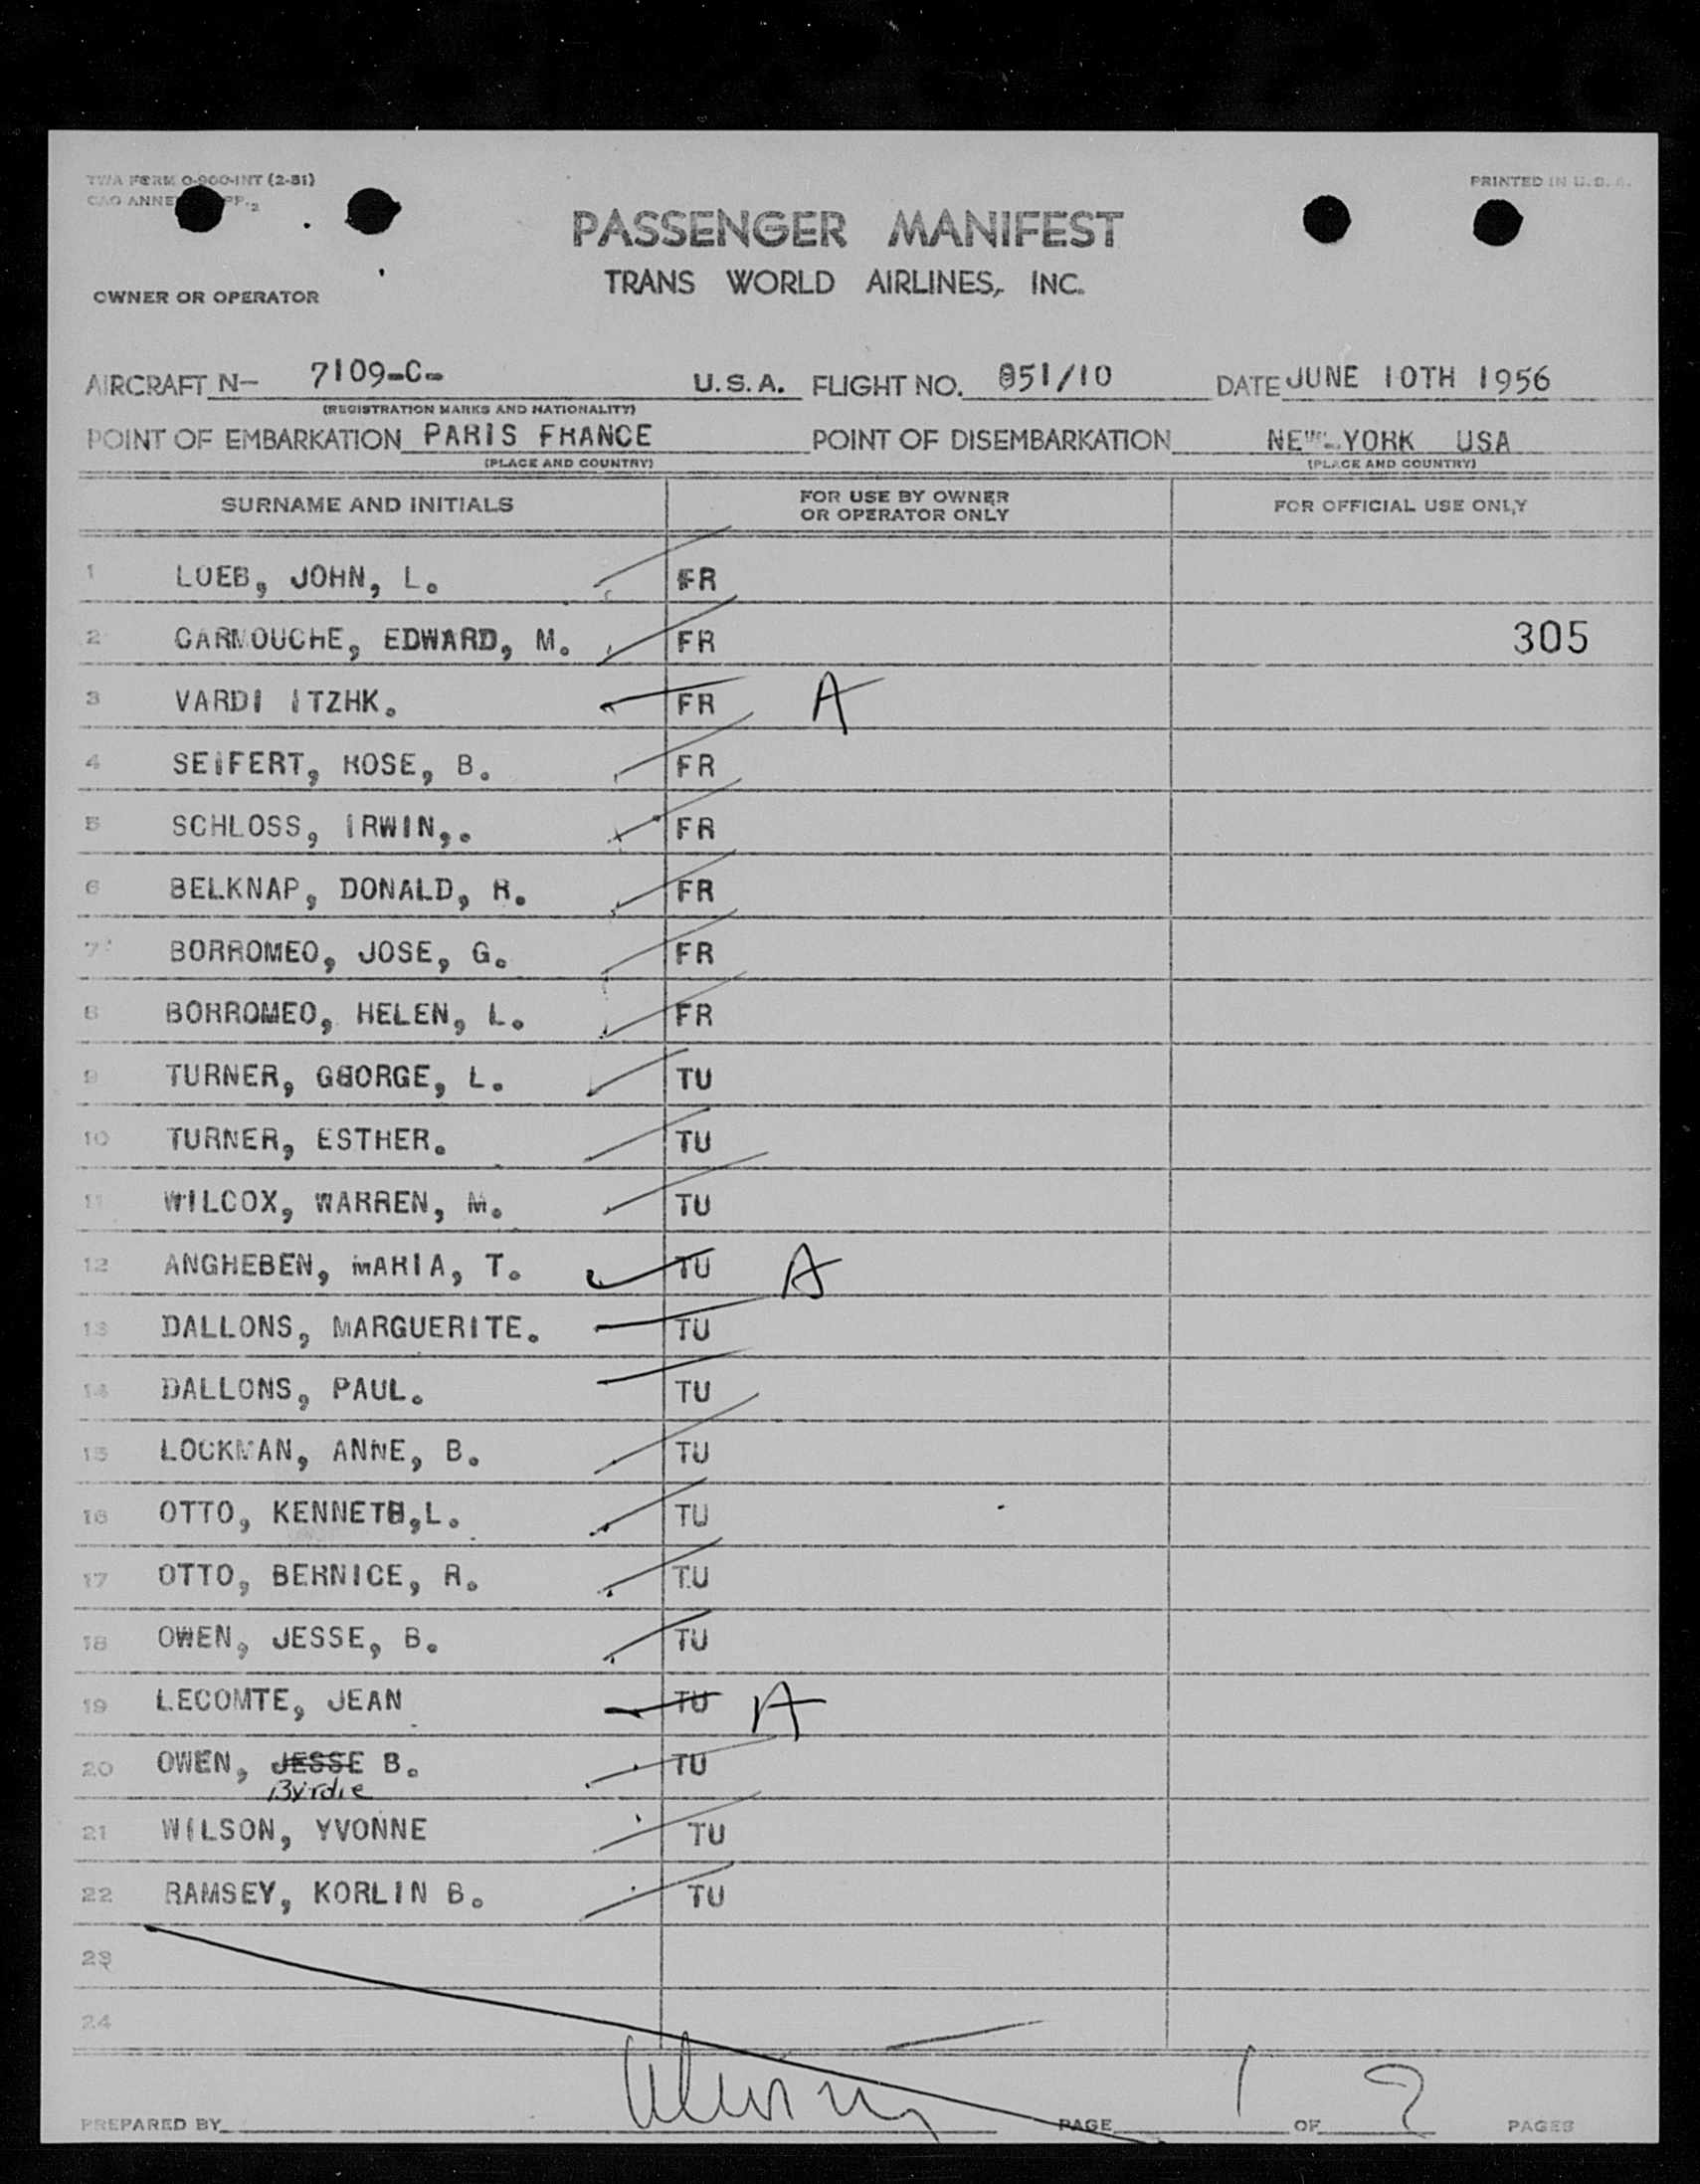 TWA FORM O-900-INT (2-51) PRINTED IN U.S.A.
PASSENGER MANIFEST
TRANS WORLD AIRLINES, INC.
OWNER OR OPERATOR
AIRCRAFT N- 7109-C- U.S.A. FLIGHT NO. 851/10 DATE JUNE 10TH 1956
(REGISTRATION MARKS AND NATIONALITY)
POINT OF EMBARKATION PARIS FRANCE POINT OF DISEMBARKATION NEW YORK USA
(PLACE AND COUNTRY) (PLACE AND COUNTRY)
SURNAME AND INITIALS FOR USE BY OWNER OR OPERATOR ONLY FOR OFFICIAL USE ONLY
1 LOEB, JOHN, L. FR
2 CARMOUCHE, EDWARD, M. FR 305
3 VARDI ITZHK. FR A
4 SEIFERT, ROSE, B. FR
5 SCHLOSS, IRWIN,. FR
6 BELKNAP, DONALD, R. FR
7 BORROMEO, JOSE, G. FR
8 BORROMEO, HELEN, L. FR
9 TURNER, GEORGE, L. TU
10 TURNER, ESTHER. TU
11 WILCOX, WARREN, M. TU
12 ANGHEBEN, MARIA, T. TU A
13 DALLONS, MARGUERITE. TU
14 DALLONS, PAUL. TU
15 LOCKMAN, ANNE, B. TU
16 OTTO, KENNETH,L. TU
17 OTTO, BERNICE, R. TU
18 OWEN, JESSE, B. TU
19 LECOMTE, JEAN TU A
20 OWEN, JESSE B. TU
Byrdie
21 WILSON, YVONNE TU
22 RAMSEY, KORLIN B. TU
23
24
PREPARED BY PAGE 1 OF 2 PAGES